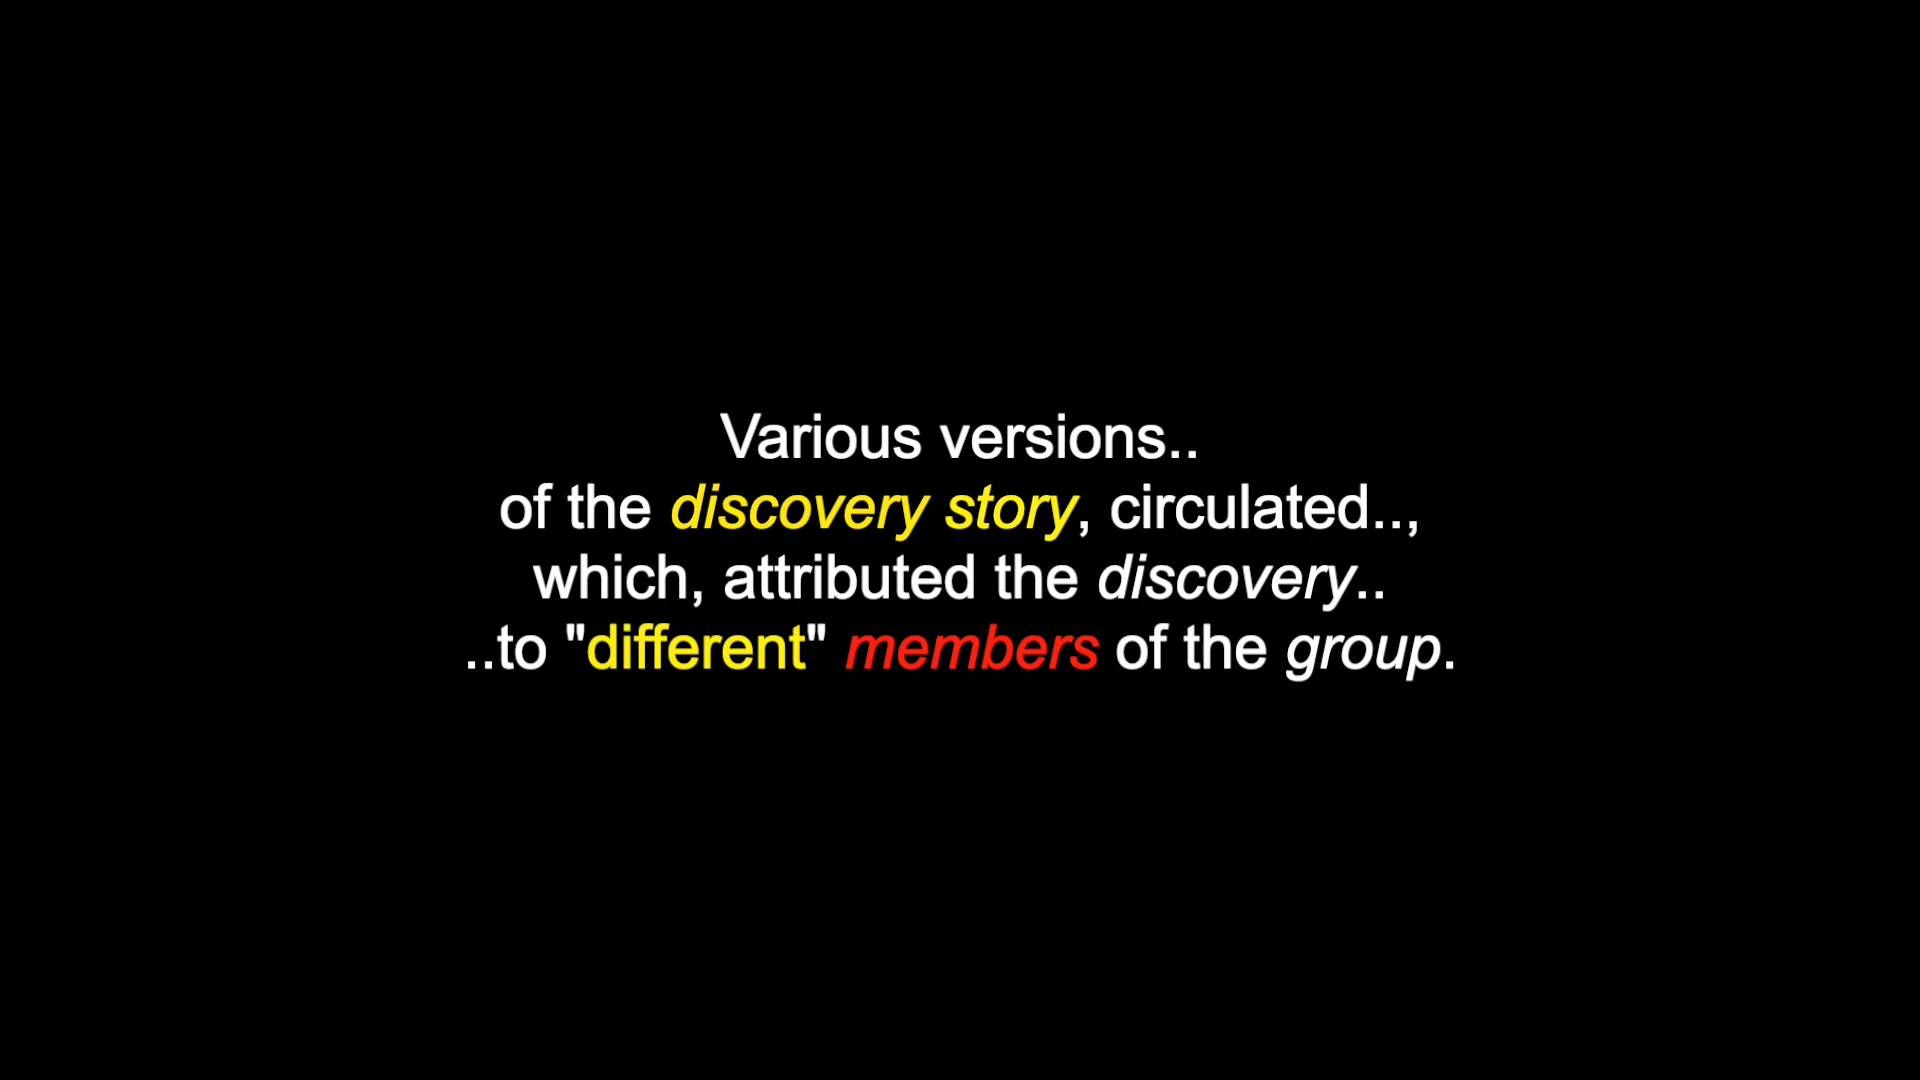 Various versions..
of the discovery story, circulated..,
which, attributed the discovery..
..to "different" members of the group.